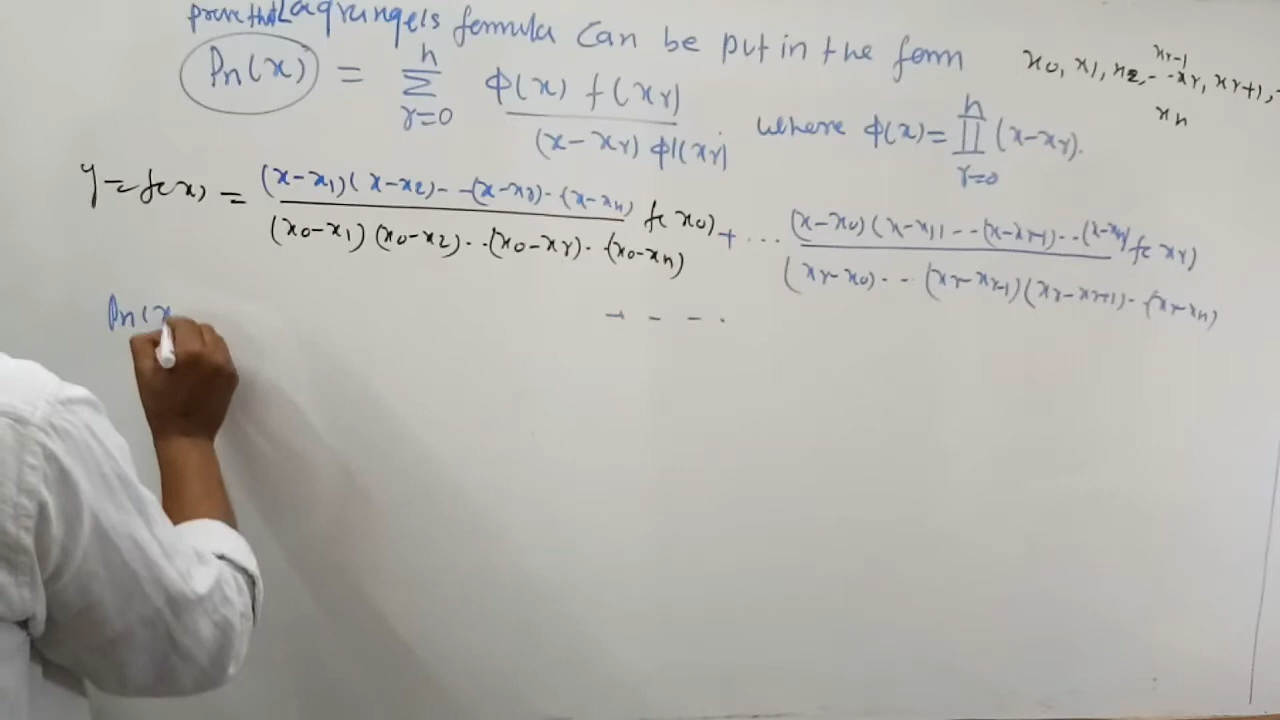 prove that Lagrange's formula can be put in the form
Pn(x) = n∑r=0 ϕ(x) f(xr) / (x-xr) ϕ'(xr) where ϕ(x) = n∏r=0 (x-xr).
x0, x1, x2, - - xr-1 xr, xr+1, -
xn
y = f(x) = (x-x1)(x-x2)- -(x-xr)- -(x-xn) / (x0-x1)(x0-x2)- -(x0-xr)- -(x0-xn) f(x0) + ... (x-x0)(x-x1)- -(x-xr+1)- -(x-xn) / (xr-x0)- -(xr-xr-1)(xr-xr+1)- -(xr-xn) f(xr)
+ - - - .
Pn(x